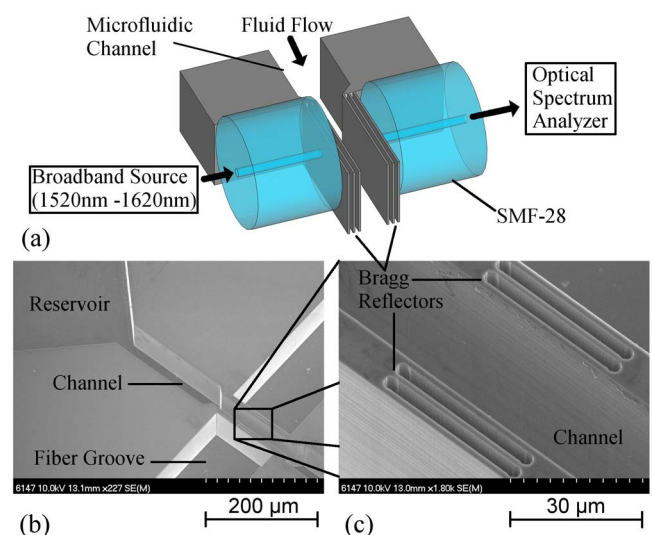 Microfluidic
Channel
Fluid Flow
Optical
Spectrum
Analyzer
Broadband Source
(1520nm -1620nm)
SMF-28
(a)
Bragg
Reflectors
Reservoir
Channel
Fiber Groove
Channel
6147 10.0kV 13.1mm x227 SE(M)
6147 10.0kV 13.0mm x1.80k SE(M)
(b)
200 µm
(c)
30 µm